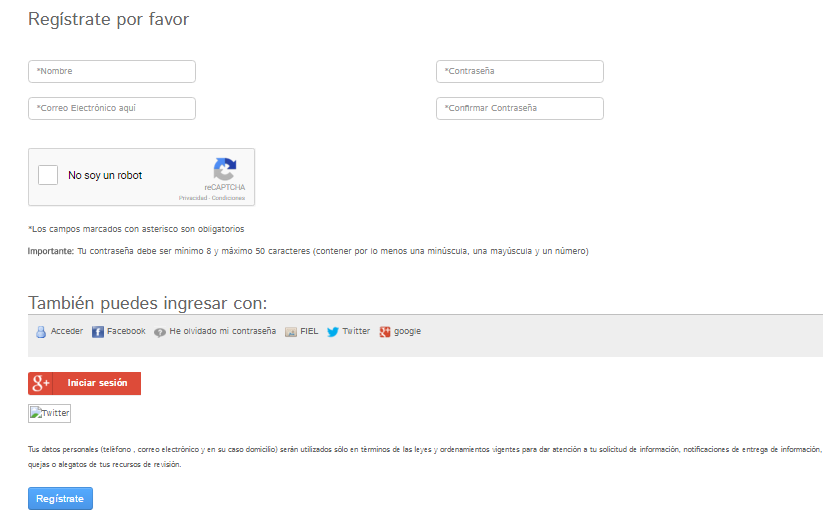 Regístrate por favor
*Nombre
*Contraseña
*Correo Electrónico aquí
*Confirmar Contraseña
No soy un robot
reCAPTCHA
Privacidad - Condiciones
*Los campos marcados con asterisco son obligatorios
Importante: Tu contraseña debe ser mínimo 8 y máximo 50 caracteres (contener por lo menos una minúscula, una mayúscula y un número)
También puedes ingresar con:
Acceder Facebook He olvidado mi contraseña FIEL Twitter google
g+ Iniciar sesión
Twitter
Tus datos personales (teléfono , correo electrónico y en su caso domicilio) serán utilizados sólo en términos de las leyes y ordenamientos vigentes para dar atención a tu solicitud de información, notificaciones de entrega de información,
quejas o alegatos de tus recursos de revisión.
Regístrate